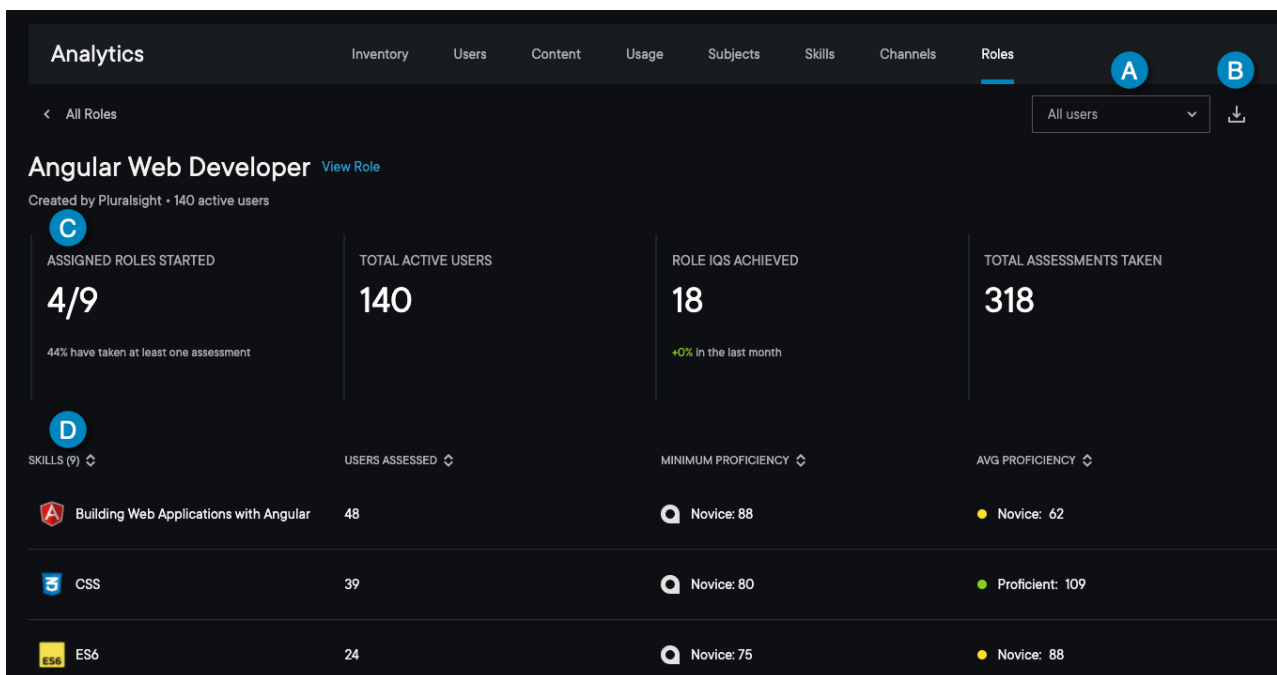 Analytics Inventory Users Content Usage Subjects Skills Channels Roles
A B
All Roles All users
Angular Web Developer View Role
Created by Pluralsight • 140 active users
C
ASSIGNED ROLES STARTED TOTAL ACTIVE USERS ROLE IQS ACHIEVED TOTAL ASSESSMENTS TAKEN
4/9 140 18 318
44% have taken at least one assessment +0% in the last month
D
SKILLS (9) USERS ASSESSED MINIMUM PROFICIENCY AVG PROFICIENCY
Building Web Applications with Angular 48 Novice: 88 Novice: 62
CSS 39 Novice: 80 Proficient: 109
ES6 ES6 24 Novice: 75 Novice: 88